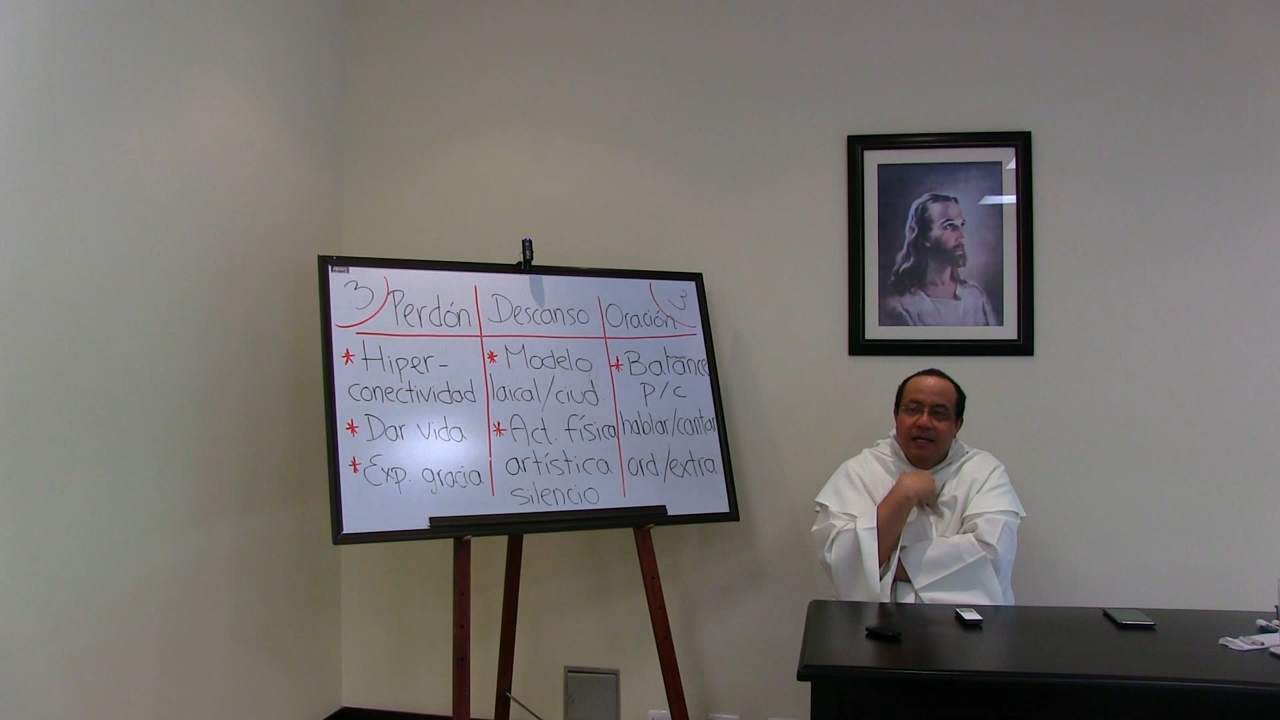 3 Perdón Descanso Oración 3
* Hiper-
conectividad
* Dar vida
* Exp. gracia
* Modelo
laical/ciud.
* Act. física
artística
silencio
* Balance
p/c
hablar/cantar
ord/extra